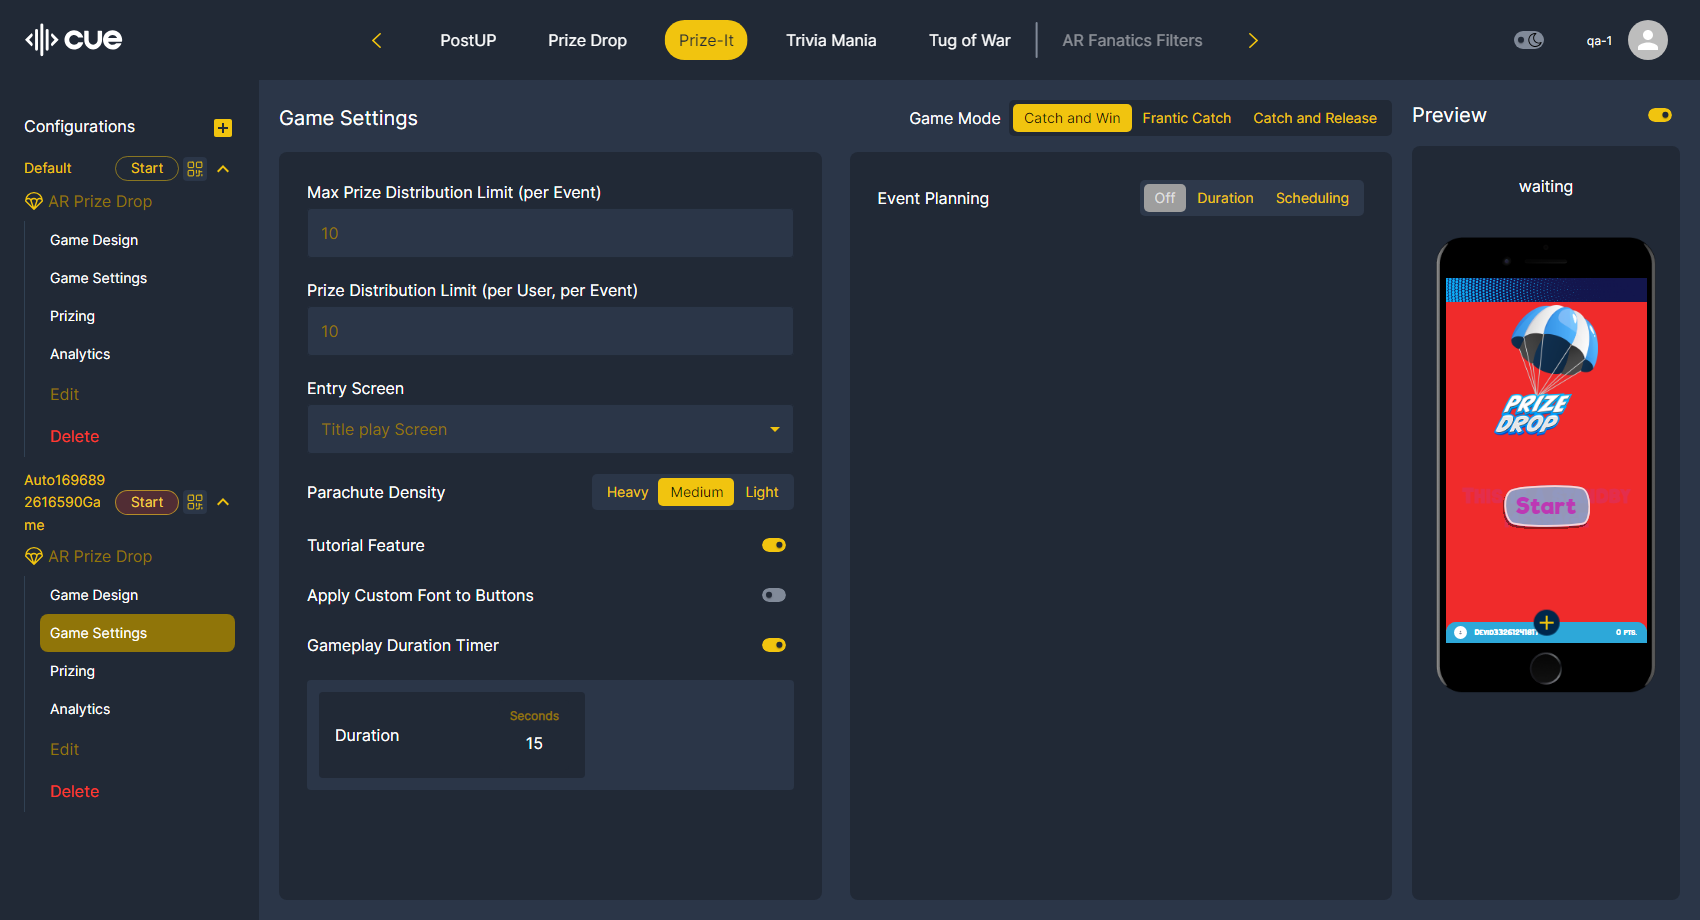 cue
PostUP
Prize Drop
Prize-It
Trivia Mania
Tug of War
AR Fanatics Filters
qa-1
Configurations
Default
Start
AR Prize Drop
Game Design
Game Settings
Prizing
Analytics
Edit
Delete
Auto169689
2616590Ga
me
Start
AR Prize Drop
Game Design
Game Settings
Prizing
Analytics
Edit
Delete
Game Settings
Game Mode
Catch and Win
Frantic Catch
Catch and Release
Max Prize Distribution Limit (per Event)
10
Prize Distribution Limit (per User, per Event)
10
Entry Screen
Title play Screen
Parachute Density
Heavy
Medium
Light
Tutorial Feature
Apply Custom Font to Buttons
Gameplay Duration Timer
Duration
Seconds
15
Event Planning
Off
Duration
Scheduling
Preview
waiting
PRIZE
DROP
Start
0 PTS.